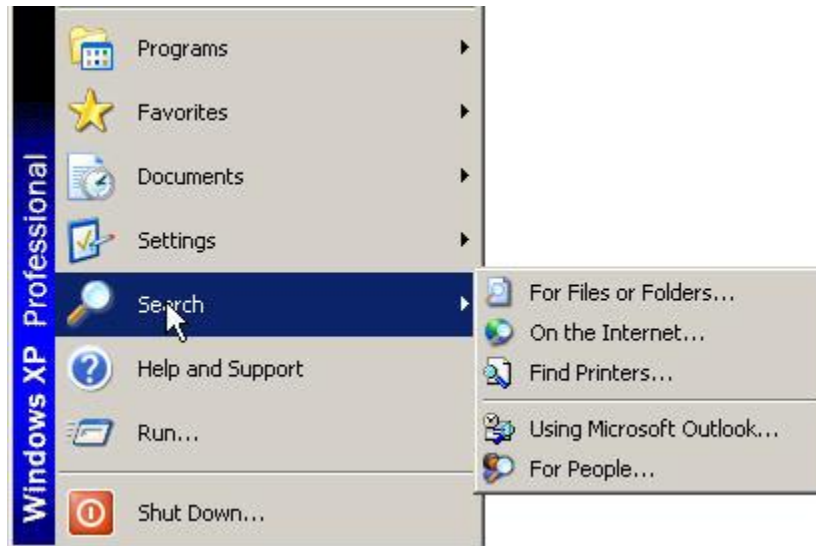 Windows XP Professional
Programs
Favorites
Documents
Settings
Search
Help and Support
Run...
Shut Down...
For Files or Folders...
On the Internet...
Find Printers...
Using Microsoft Outlook...
For People...